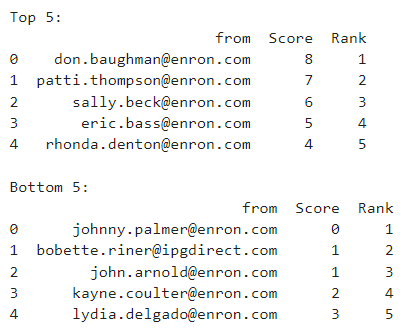 Top 5:
from Score Rank
0 don.baughman@enron.com 8 1
1 patti.thompson@enron.com 7 2
2 sally.beck@enron.com 6 3
3 eric.bass@enron.com 5 4
4 rhonda.denton@enron.com 4 5
Bottom 5:
from Score Rank
0 johnny.palmer@enron.com 0 1
1 bobette.riner@ipgdirect.com 1 2
2 john.arnold@enron.com 1 3
3 kayne.coulter@enron.com 2 4
4 lydia.delgado@enron.com 3 5